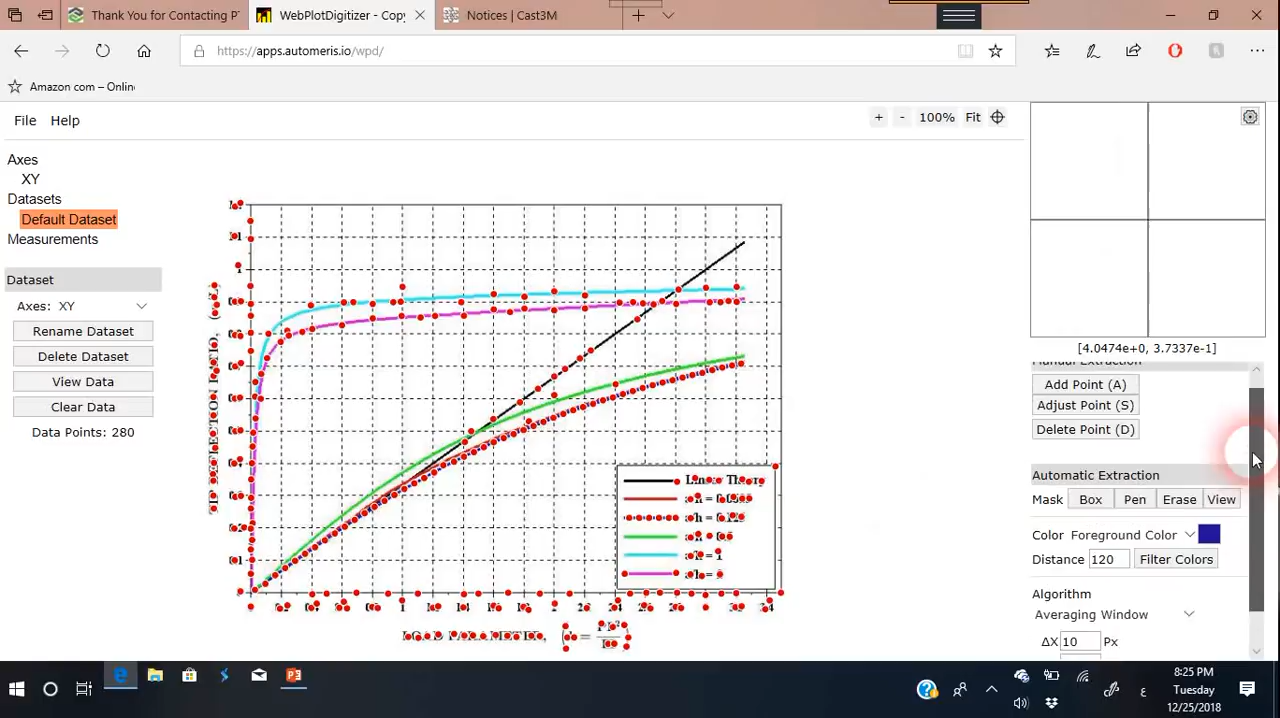 Thank You for Contacting P
WebPlotDigitizer - Copy
Notices | Cast3M
https://apps.automeris.io/wpd/
Amazon com – Online
File
Help
100%
Fit
Axes
XY
Datasets
Default Dataset
Measurements
Dataset
Axes: XY
Rename Dataset
Delete Dataset
View Data
Clear Data
Data Points: 280
[4.0474e+0, 3.7337e-1]
Manual Extraction
Add Point (A)
Adjust Point (S)
Delete Point (D)
Automatic Extraction
Mask Box Pen Erase View
Color Foreground Color
Distance 120 Filter Colors
Algorithm
Averaging Window
ΔX 10 Px
8:25 PM
Tuesday
12/25/2018